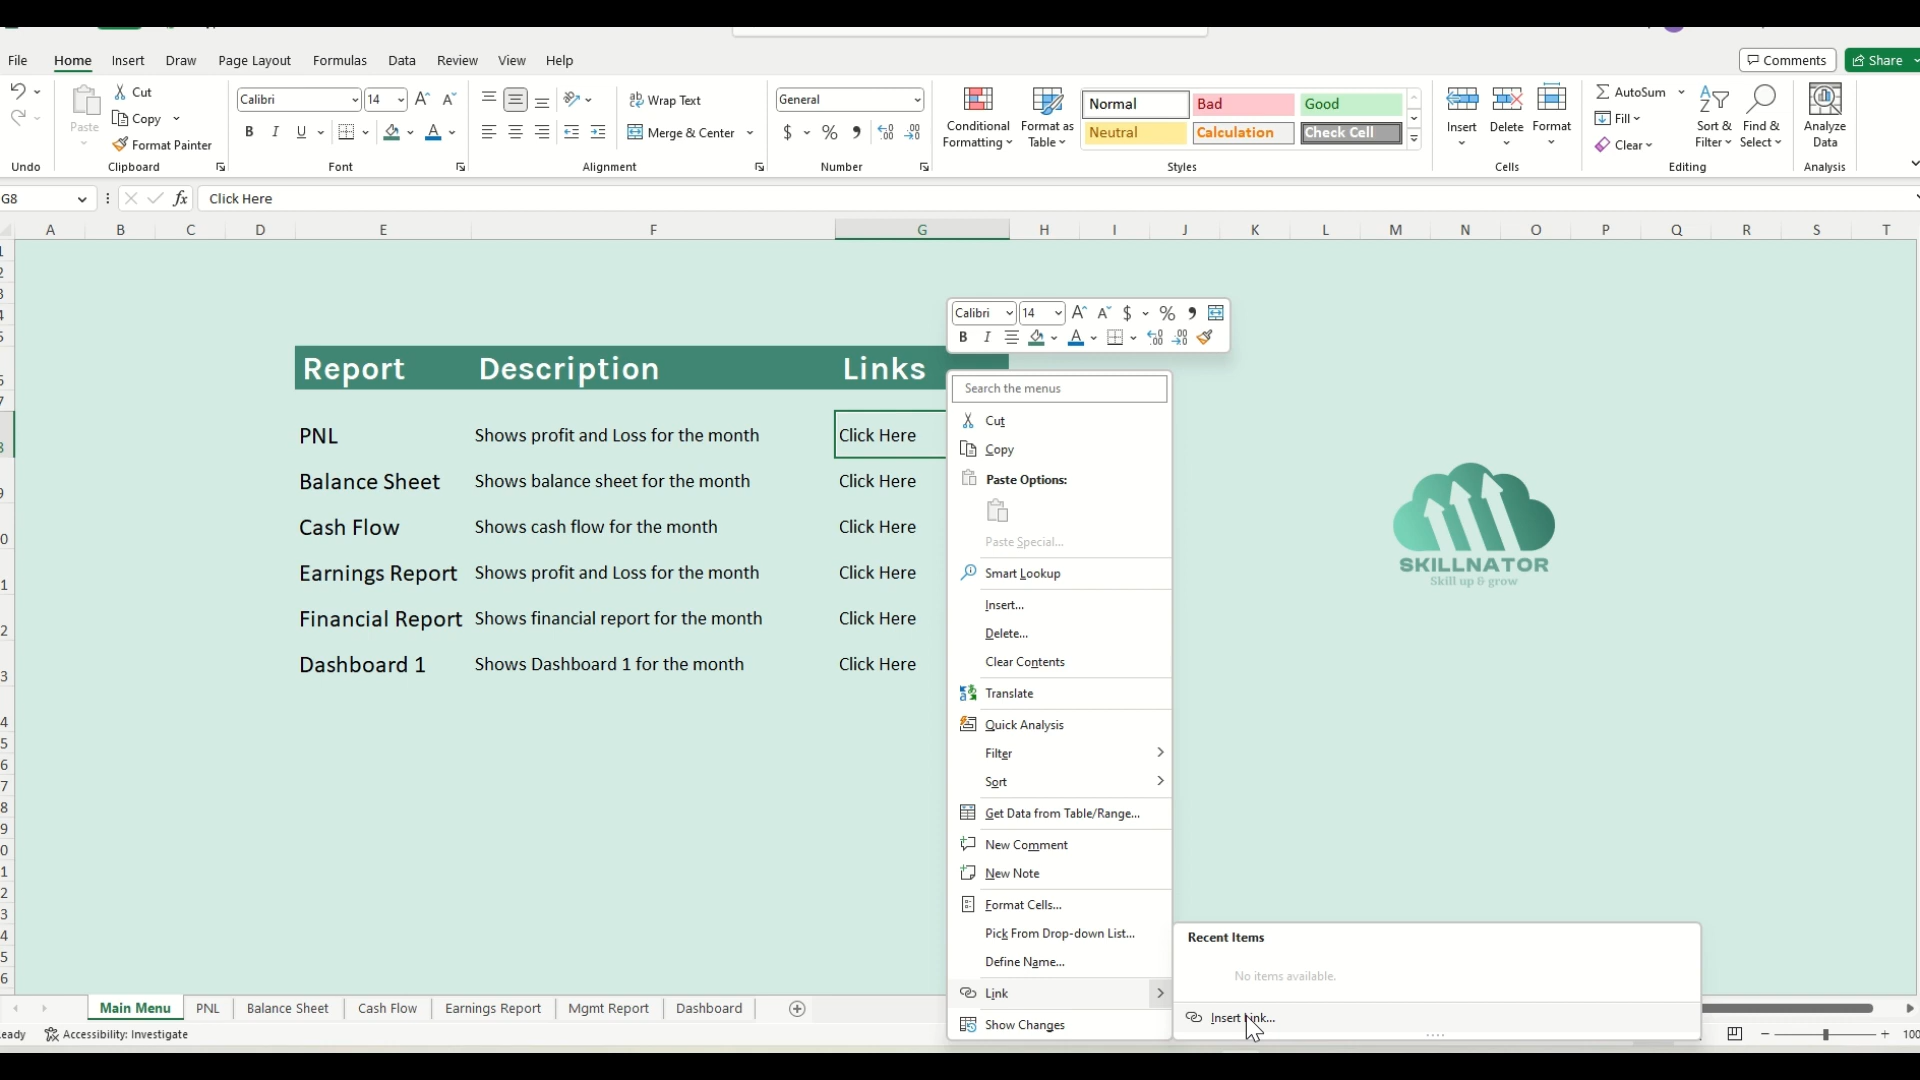 File Home Insert Draw Page Layout Formulas Data Review View Help Comments Share
Cut
Copy
Format Painter
Paste
Calibri 14
B I U
Wrap Text
Merge & Center
General
$ % ,
Conditional Formatting
Format as Table
Normal Bad Good
Neutral Calculation Check Cell
Insert Delete Format
AutoSum
Fill
Clear
Sort & Filter
Find & Select
Analyze Data
Undo Clipboard Font Alignment Number Styles Cells Editing Analysis
G8 fx Click Here
A B C D E F G H I J K L M N O P Q R S T
Calibri 14 A A $ % ,
B I A
Report Description Links
PNL Shows profit and Loss for the month Click Here
Balance Sheet Shows balance sheet for the month Click Here
Cash Flow Shows cash flow for the month Click Here
Earnings Report Shows profit and Loss for the month Click Here
Financial Report Shows financial report for the month Click Here
Dashboard 1 Shows Dashboard 1 for the month Click Here
Search the menus
Cut
Copy
Paste Options:
Paste Special...
Smart Lookup
Insert...
Delete...
Clear Contents
Translate
Quick Analysis
Filter
Sort
Get Data from Table/Range...
New Comment
New Note
Format Cells...
Pick From Drop-down List...
Define Name...
Link
Show Changes
Recent Items
No items available.
Insert Link...
SKILLNATOR
Skill up & grow
Main Menu PNL Balance Sheet Cash Flow Earnings Report Mgmt Report Dashboard
Accessibility: Investigate